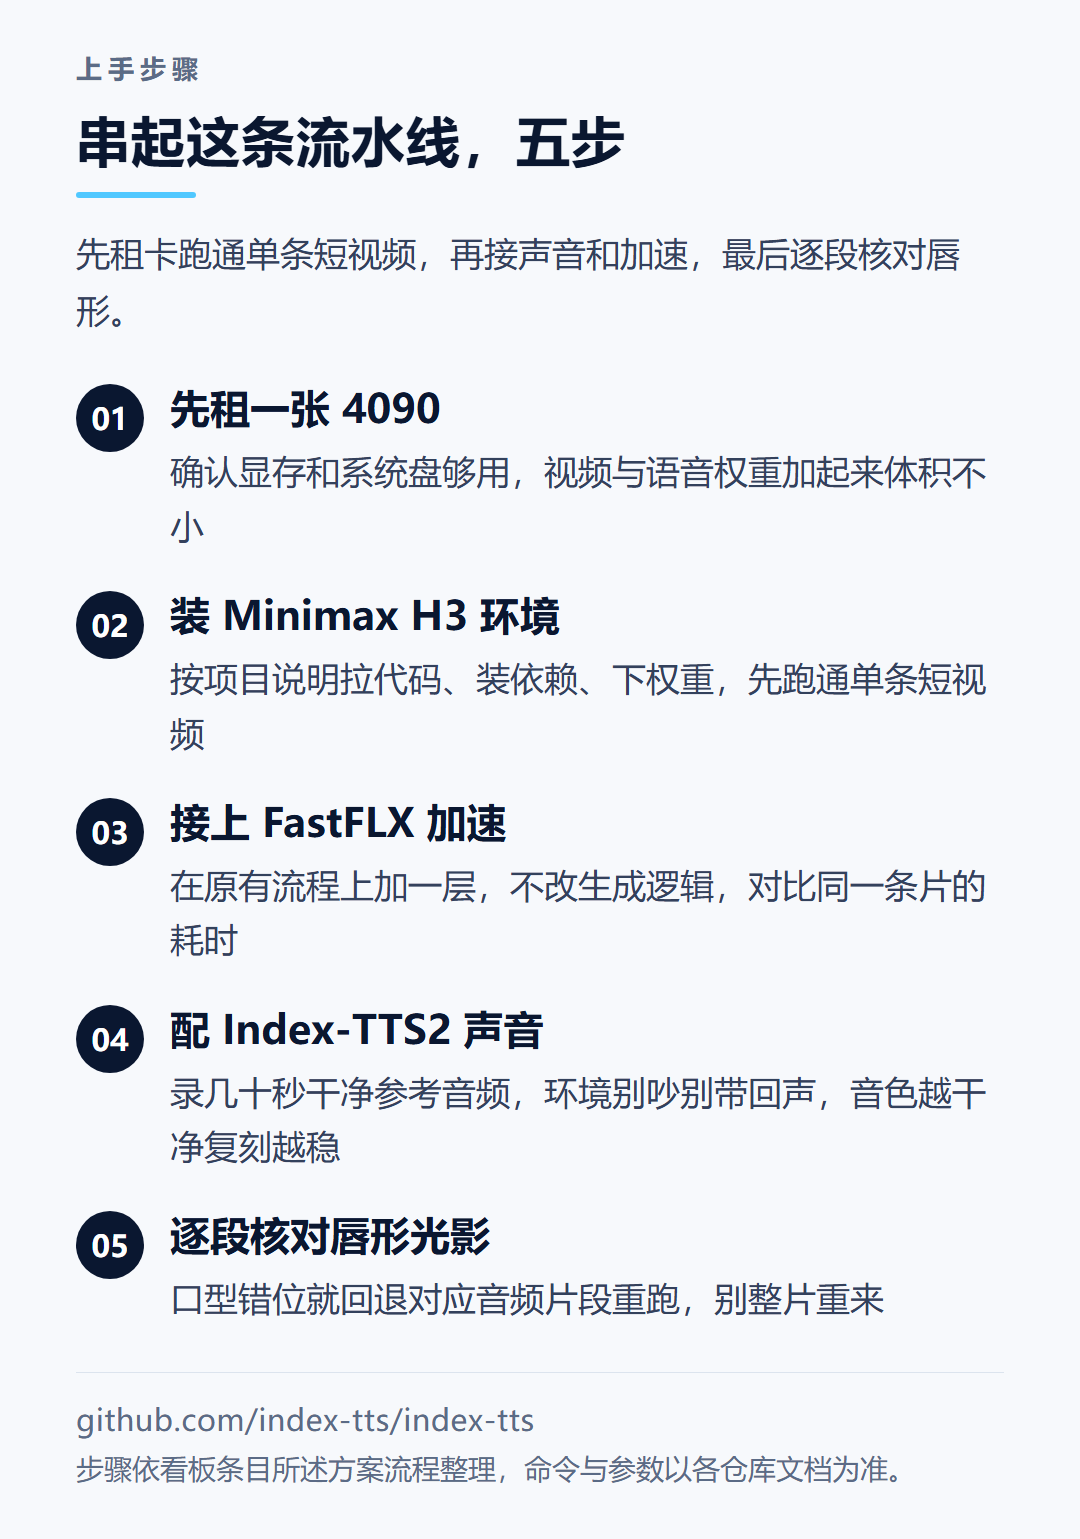 上手步骤
串起这条流水线，五步
先租卡跑通单条短视频，再接声音和加速，最后逐段核对唇
形。
01
先租一张 4090
确认显存和系统盘够用，视频与语音权重加起来体积不
小
02
装 Minimax H3 环境
按项目说明拉代码、装依赖、下权重，先跑通单条短视
频
03
接上 FastFLX 加速
在原有流程上加一层，不改生成逻辑，对比同一条片的
耗时
04
配 Index-TTS2 声音
录几十秒干净参考音频，环境别吵别带回声，音色越干
净复刻越稳
05
逐段核对唇形光影
口型错位就回退对应音频片段重跑，别整片重来
github.com/index-tts/index-tts
步骤依看板条目所述方案流程整理，命令与参数以各仓库文档为准。